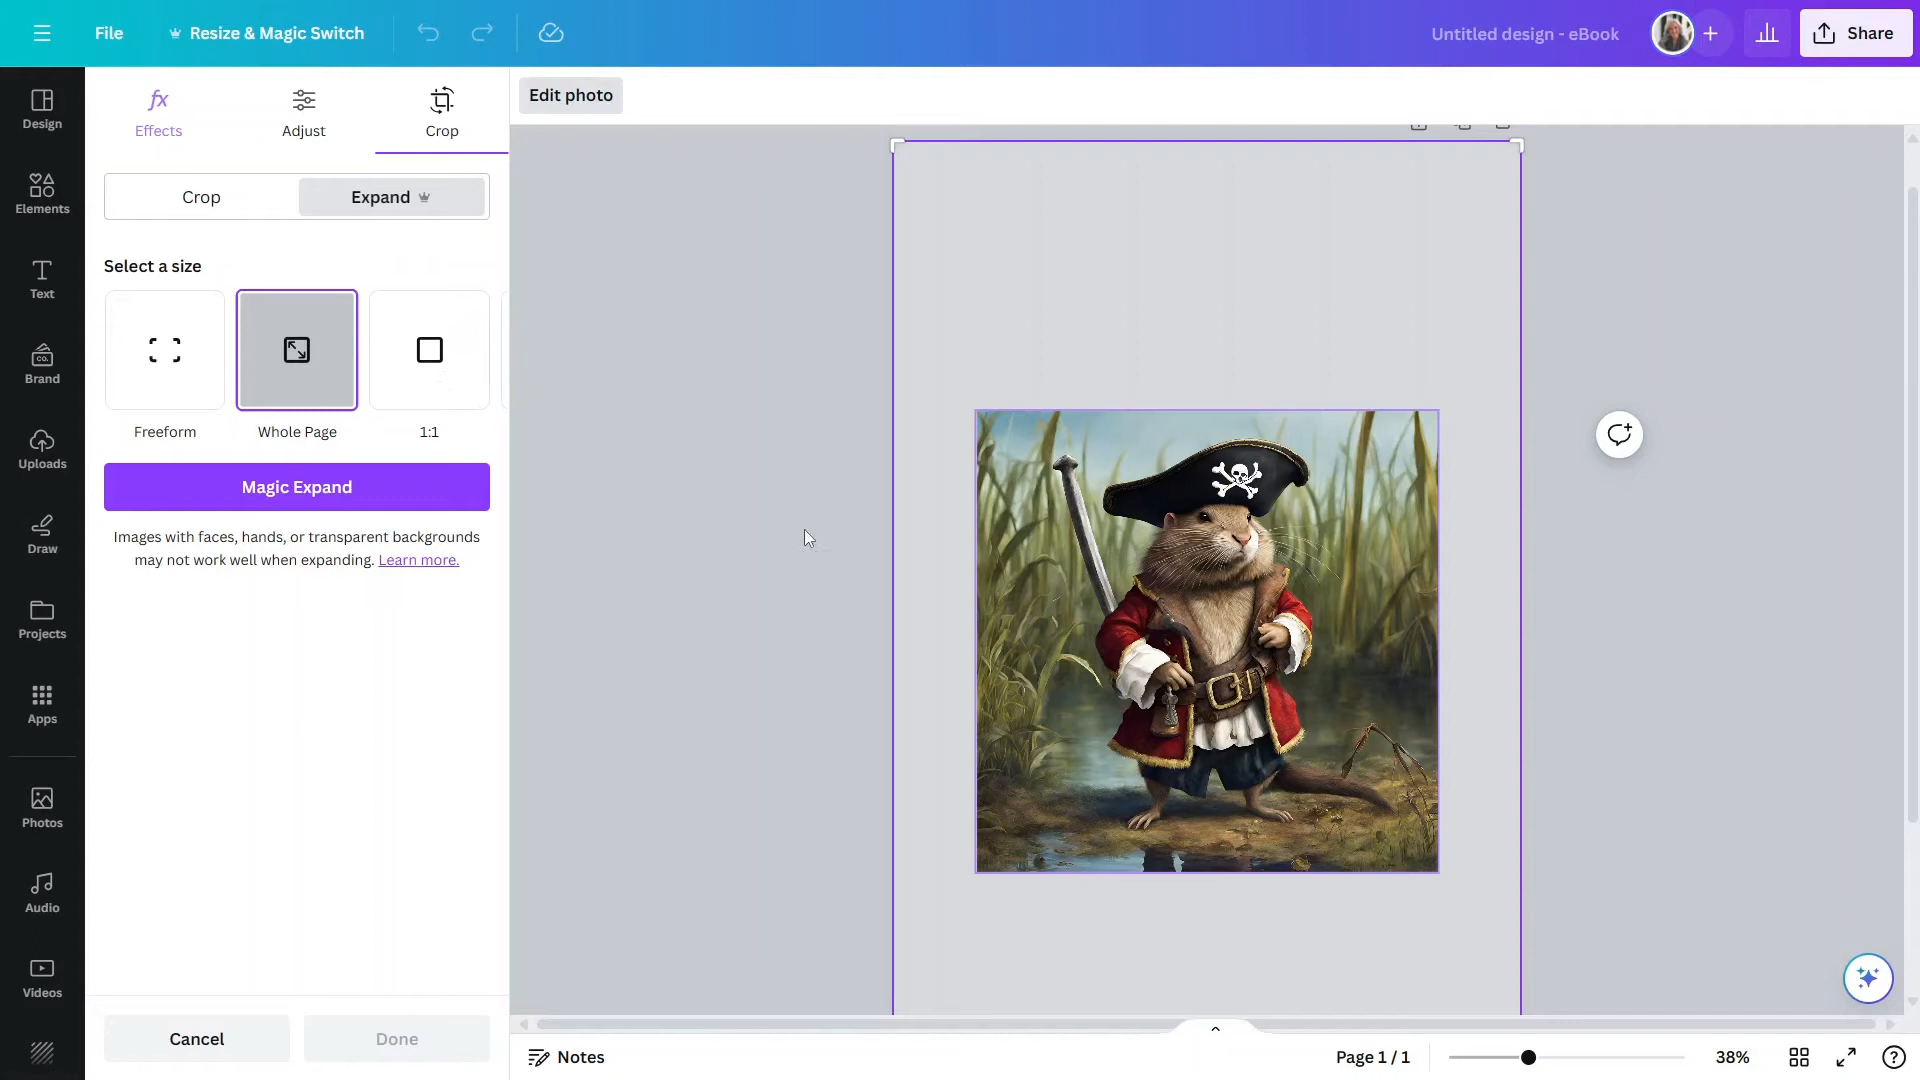 File
Resize & Magic Switch
Untitled design - eBook
Share
Design
Elements
Text
CO.
Brand
Uploads
Draw
Projects
Apps
Photos
Audio
Videos
fx
Effects
Adjust
Crop
Crop
Expand
Select a size
Freeform
Whole Page
1:1
Magic Expand
Images with faces, hands, or transparent backgrounds
may not work well when expanding. Learn more.
Cancel
Done
Edit photo
Notes
Page 1 / 1
38%